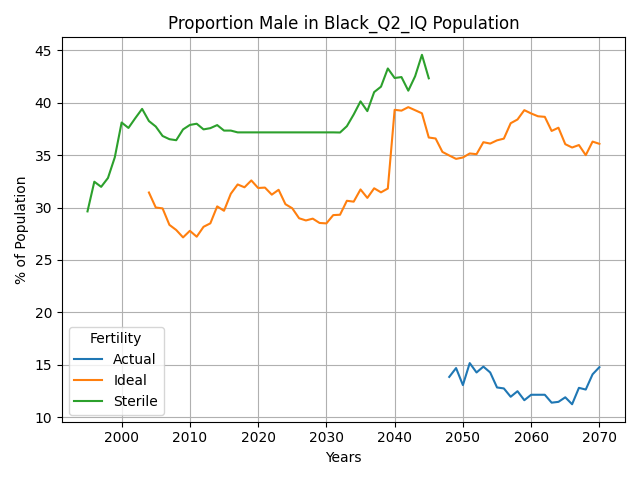 Proportion Male in Black_Q2_IQ Population
45
40
35
30
25
20
15
10
% of Population
Fertility
Actual
Ideal
Sterile
2000 2010 2020 2030 2040 2050 2060 2070
Years